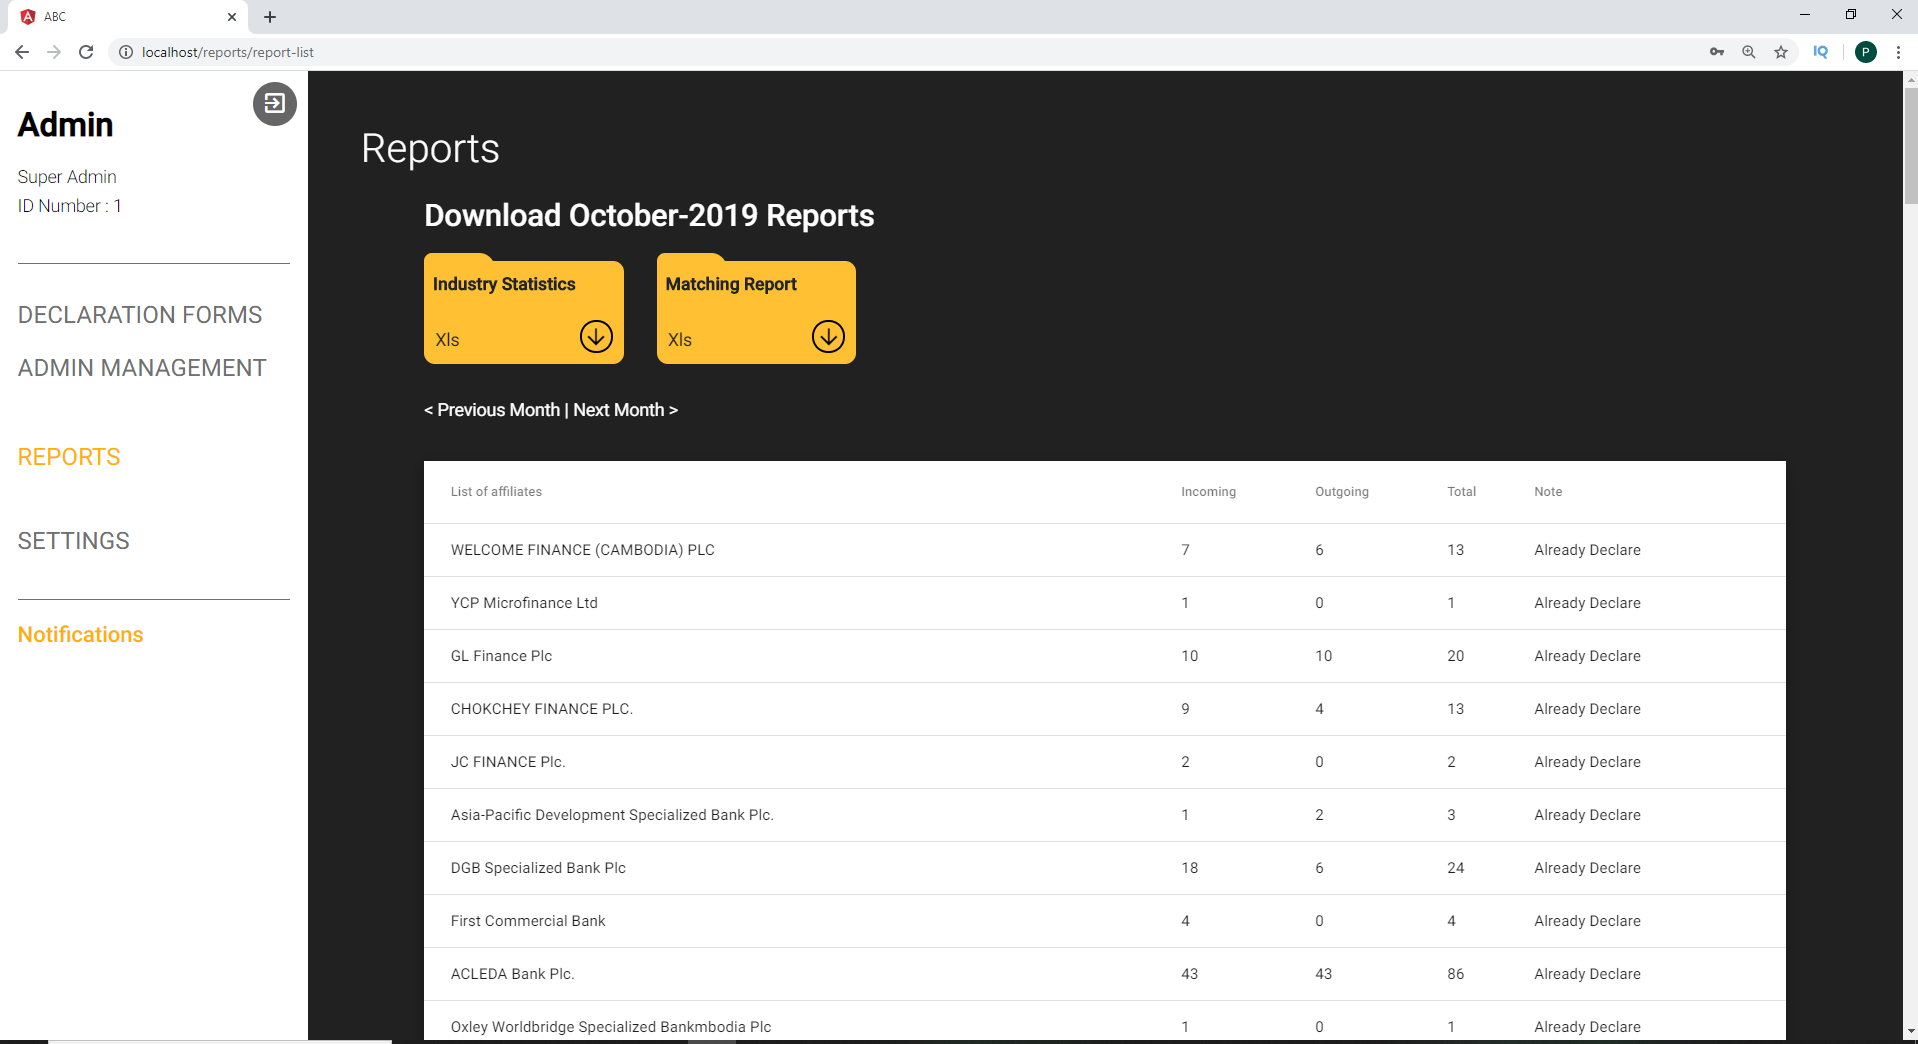 ABC
localhost/reports/report-list
IQ
P
Admin
Super Admin
ID Number : 1
DECLARATION FORMS
ADMIN MANAGEMENT
REPORTS
SETTINGS
Notifications
Reports
Download October-2019 Reports
Industry Statistics
Xls
Matching Report
Xls
< Previous Month | Next Month >
List of affiliates Incoming Outgoing Total Note
WELCOME FINANCE (CAMBODIA) PLC 7 6 13 Already Declare
YCP Microfinance Ltd 1 0 1 Already Declare
GL Finance Plc 10 10 20 Already Declare
CHOKCHEY FINANCE PLC. 9 4 13 Already Declare
JC FINANCE Plc. 2 0 2 Already Declare
Asia-Pacific Development Specialized Bank Plc. 1 2 3 Already Declare
DGB Specialized Bank Plc 18 6 24 Already Declare
First Commercial Bank 4 0 4 Already Declare
ACLEDA Bank Plc. 43 43 86 Already Declare
Oxley Worldbridge Specialized Bankmbodia Plc 1 0 1 Already Declare